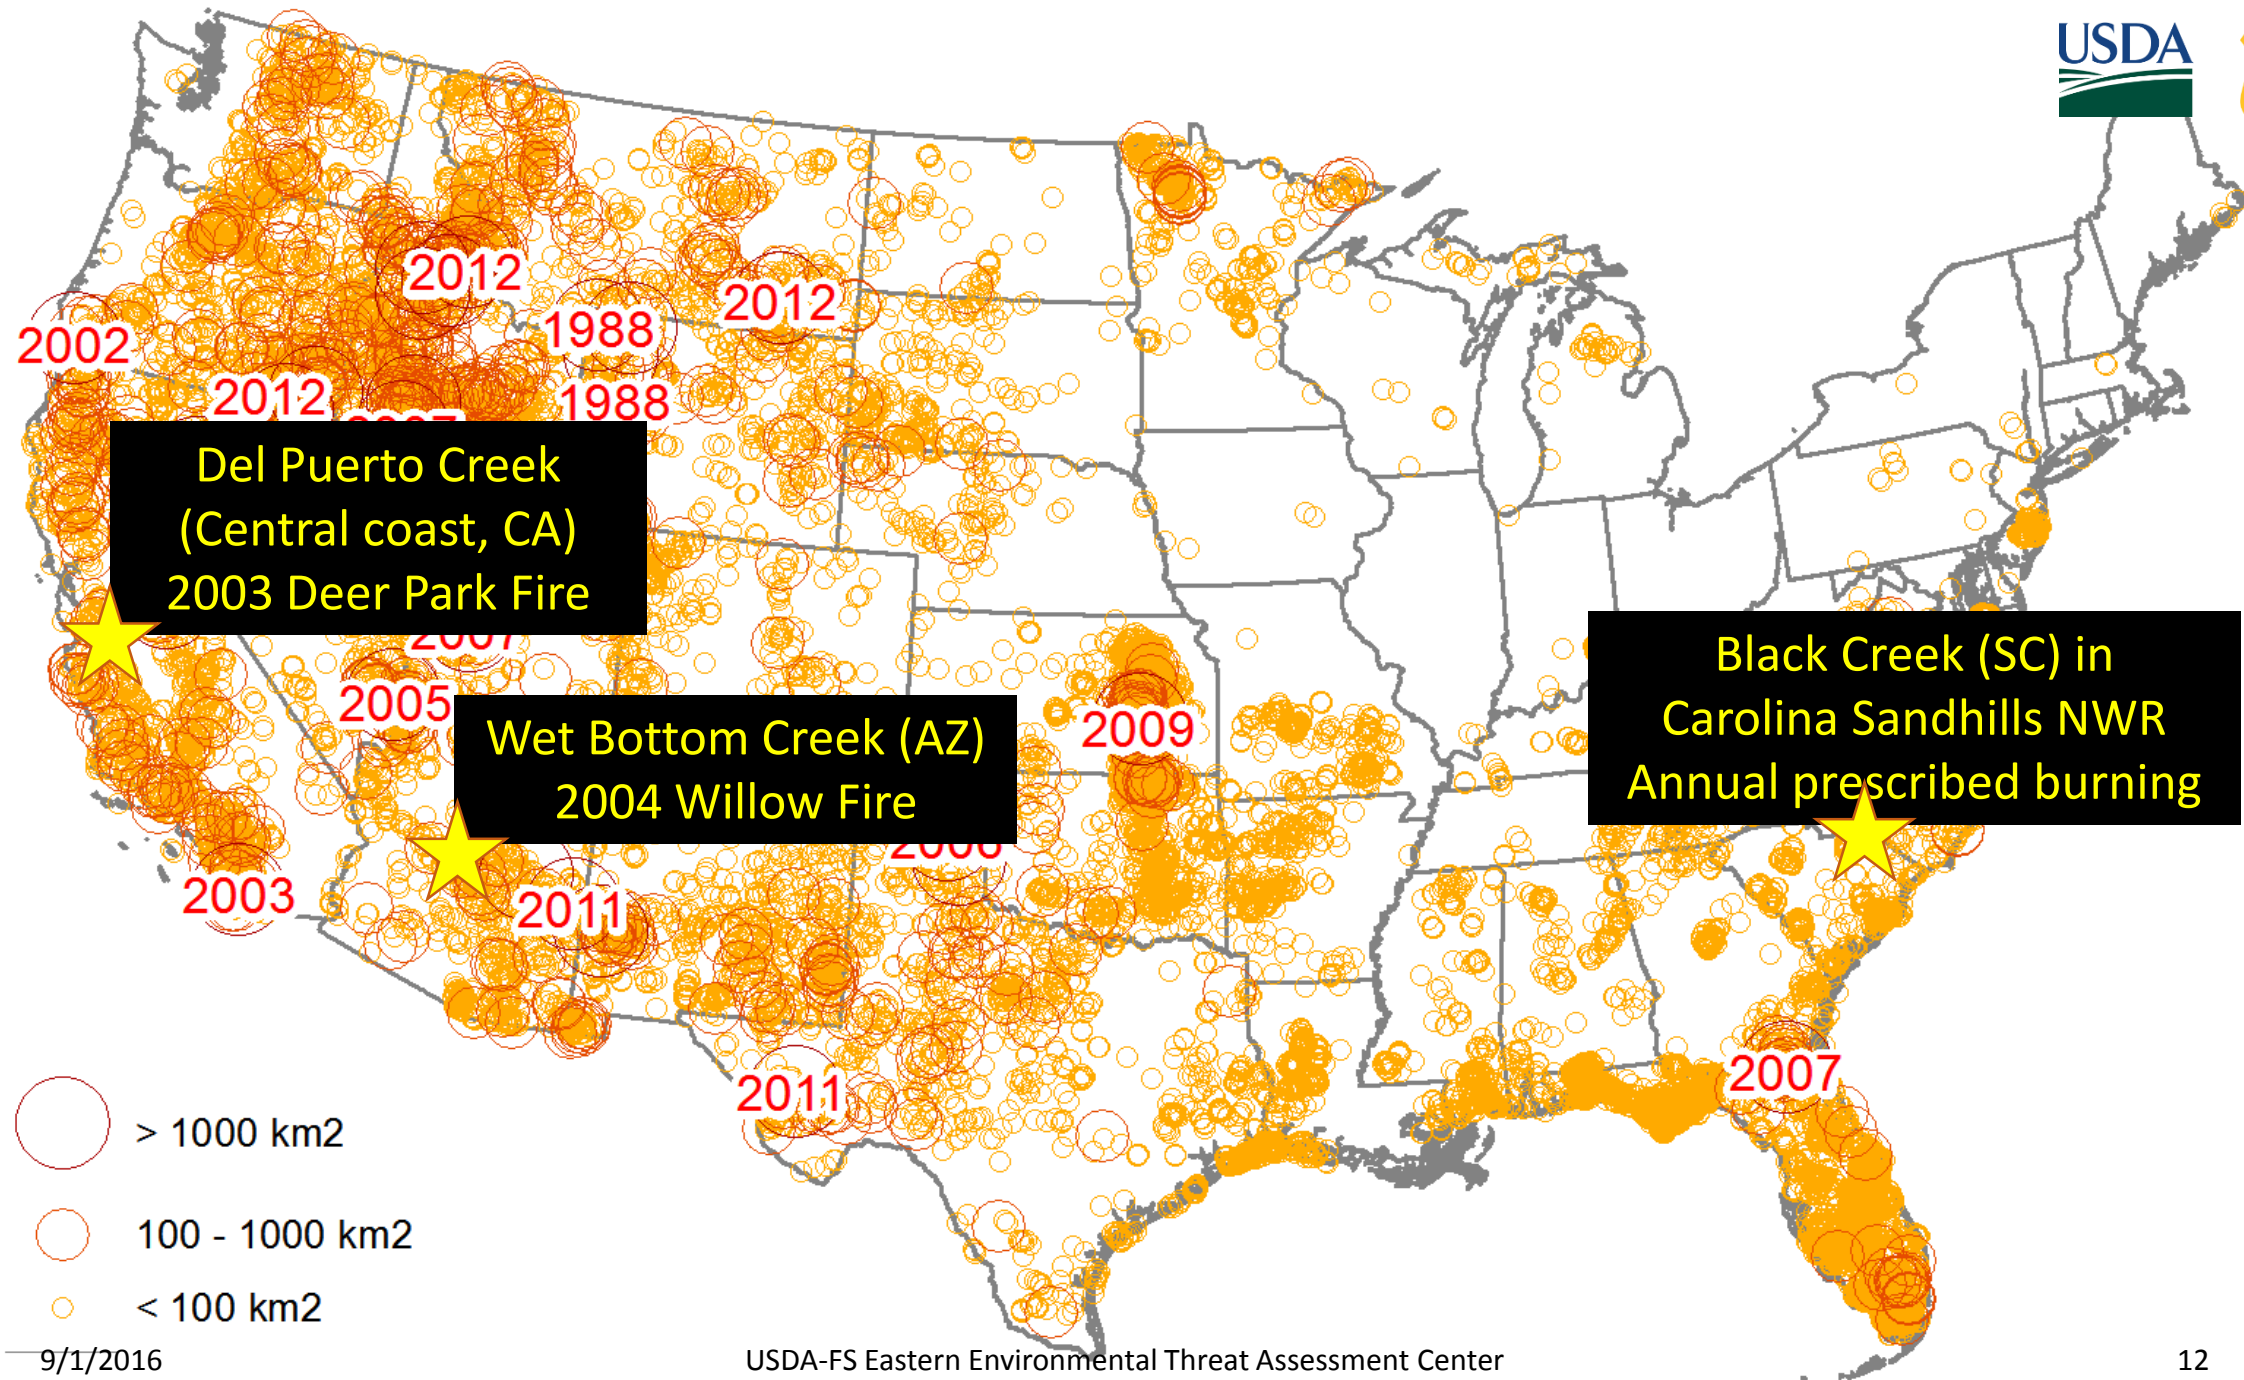 USDA
2012
2012
1988
2002
2012
1988
Del Puerto Creek
(Central coast, CA)
2003 Deer Park Fire
2007
2005
2009
Wet Bottom Creek (AZ)
2004 Willow Fire
Black Creek (SC) in
Carolina Sandhills NWR
Annual prescribed burning
2003
2011
2007
2011
> 1000 km2
100 - 1000 km2
< 100 km2
9/1/2016
USDA-FS Eastern Environmental Threat Assessment Center
12